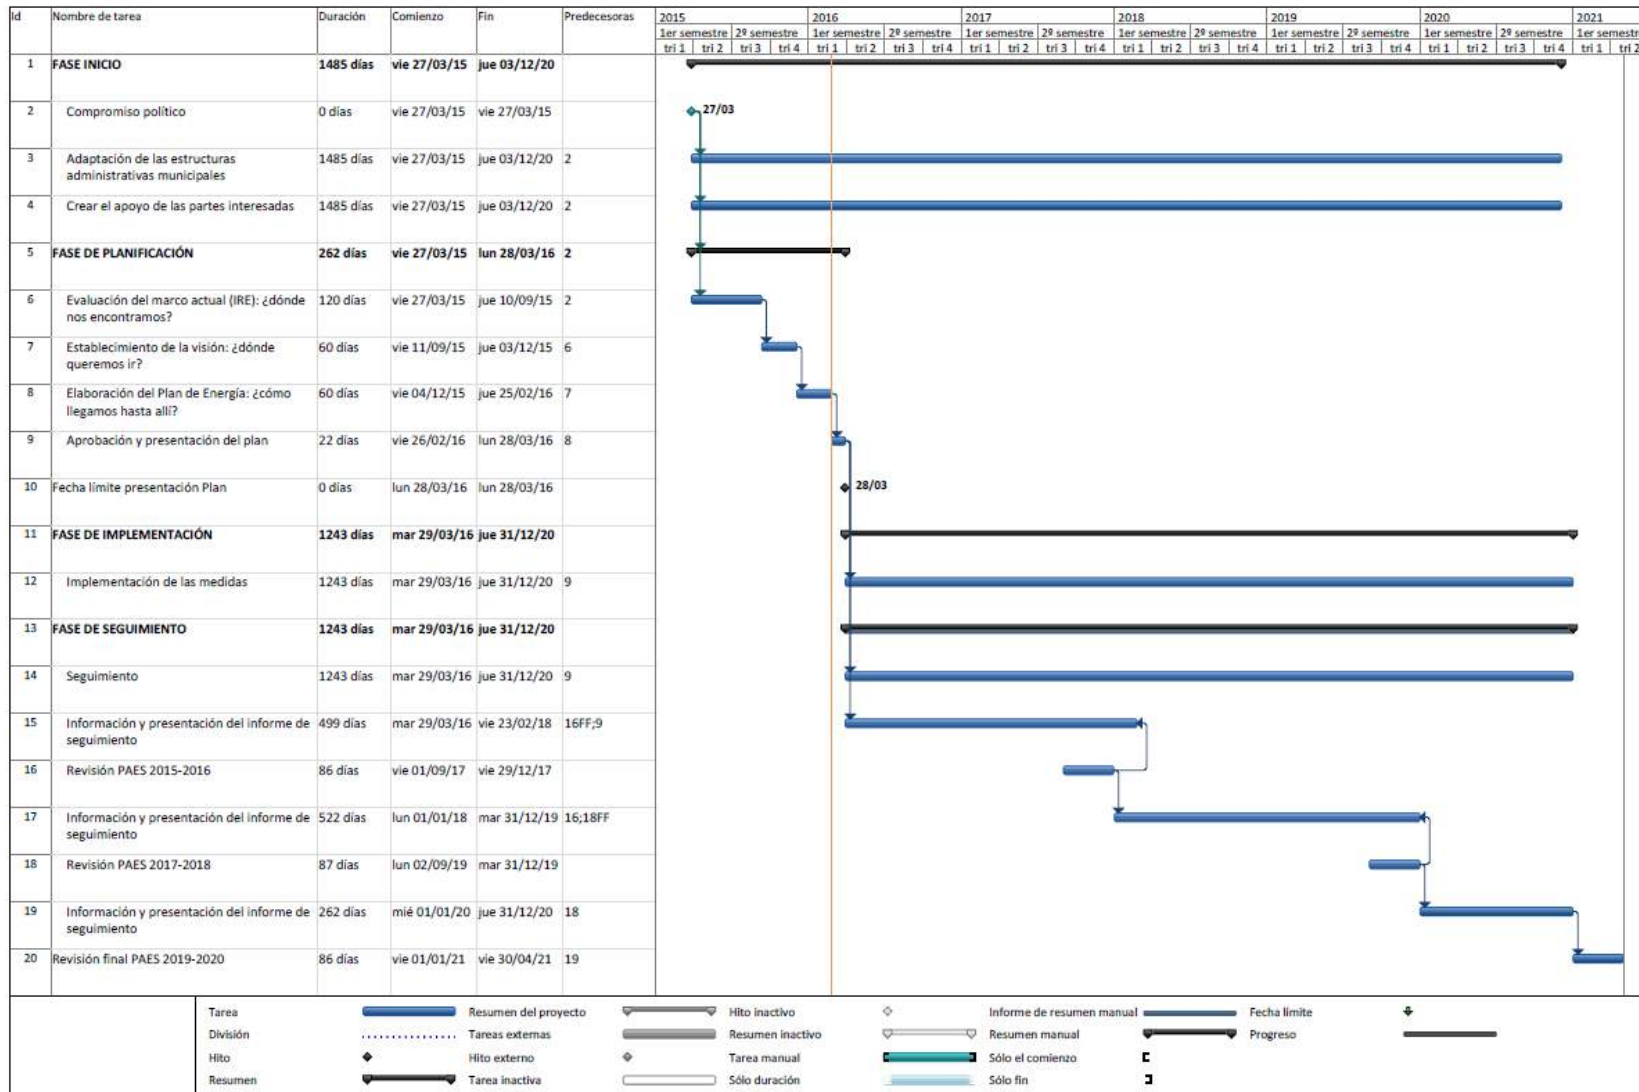 Id Nombre de tarea Duración Comienzo Fin Predecesoras 2015 2016 2017 2018 2019 2020 2021
1er semestre 2º semestre 1er semestre 2º semestre 1er semestre 2º semestre 1er semestre 2º semestre 1er semestre 2º semestre 1er semestre 2º semestre 1er semestre
tri 1 tri 2 tri 3 tri 4 tri 1 tri 2 tri 3 tri 4 tri 1 tri 2 tri 3 tri 4 tri 1 tri 2 tri 3 tri 4 tri 1 tri 2 tri 3 tri 4 tri 1 tri 2 tri 3 tri 4 tri 1 tri 2
1 FASE INICIO 1485 días vie 27/03/15 jue 03/12/20
2 Compromiso político 0 días vie 27/03/15 vie 27/03/15 27/03
3 Adaptación de las estructuras 1485 días vie 27/03/15 jue 03/12/20 2
administrativas municipales
4 Crear el apoyo de las partes interesadas 1485 días vie 27/03/15 jue 03/12/20 2
5 FASE DE PLANIFICACIÓN 262 días vie 27/03/15 lun 28/03/16 2
6 Evaluación del marco actual (IRE): ¿dónde 120 días vie 27/03/15 jue 10/09/15 2
nos encontramos?
7 Establecimiento de la visión: ¿dónde 60 días vie 11/09/15 jue 03/12/15 6
queremos ir?
8 Elaboración del Plan de Energía: ¿cómo 60 días vie 04/12/15 jue 25/02/16 7
llegamos hasta allí?
9 Aprobación y presentación del plan 22 días vie 26/02/16 lun 28/03/16 8
10 Fecha límite presentación Plan 0 días lun 28/03/16 lun 28/03/16 28/03
11 FASE DE IMPLEMENTACIÓN 1243 días mar 29/03/16 jue 31/12/20
12 Implementación de las medidas 1243 días mar 29/03/16 jue 31/12/20 9
13 FASE DE SEGUIMIENTO 1243 días mar 29/03/16 jue 31/12/20
14 Seguimiento 1243 días mar 29/03/16 jue 31/12/20 9
15 Información y presentación del informe de 499 días mar 29/03/16 vie 23/02/18 16FF;9
seguimiento
16 Revisión PAES 2015-2016 86 días vie 01/09/17 vie 29/12/17
17 Información y presentación del informe de 522 días lun 01/01/18 mar 31/12/19 16;18FF
seguimiento
18 Revisión PAES 2017-2018 87 días lun 02/09/19 mar 31/12/19
19 Información y presentación del informe de 262 días mié 01/01/20 jue 31/12/20 18
seguimiento
20 Revisión final PAES 2019-2020 86 días vie 01/01/21 vie 30/04/21 19
Tarea Resumen del proyecto Hito inactivo Informe de resumen manual Fecha límite
División Tareas externas Resumen inactivo Resumen manual Progreso
Hito Hito externo Tarea manual Sólo el comienzo
Resumen Tarea inactiva Sólo duración Sólo fin